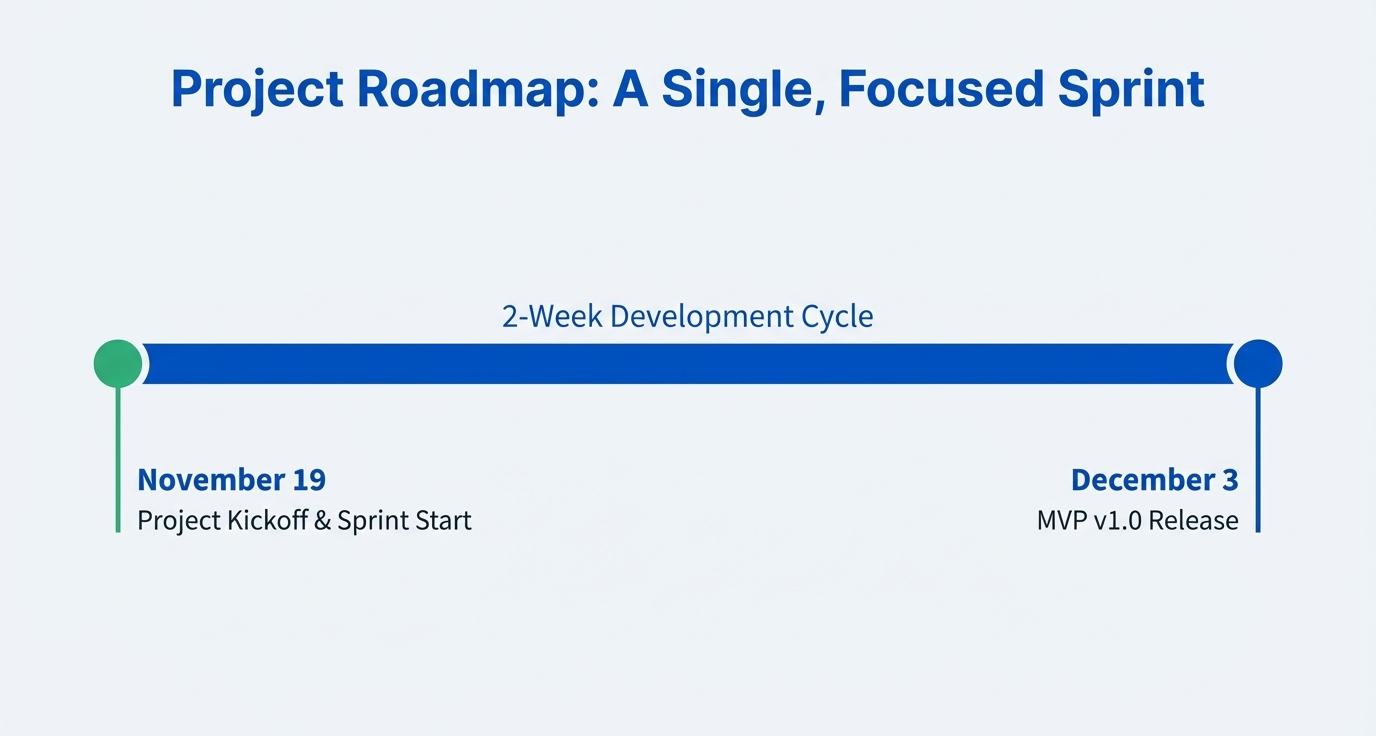 Project Roadmap: A Single, Focused Sprint
2-Week Development Cycle
November 19
Project Kickoff & Sprint Start
December 3
MVP v1.0 Release